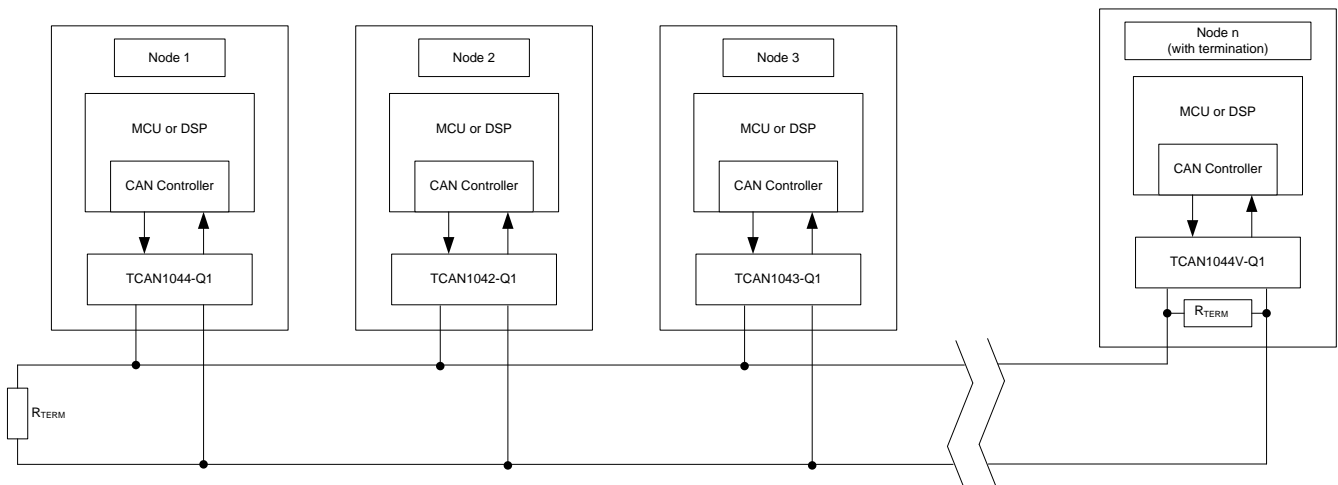 Node 1
MCU or DSP
CAN Controller
TCAN1044-Q1
Node 2
MCU or DSP
CAN Controller
TCAN1042-Q1
Node 3
MCU or DSP
CAN Controller
TCAN1043-Q1
Node n
(with termination)
MCU or DSP
CAN Controller
TCAN1044V-Q1
RTERM
RTERM